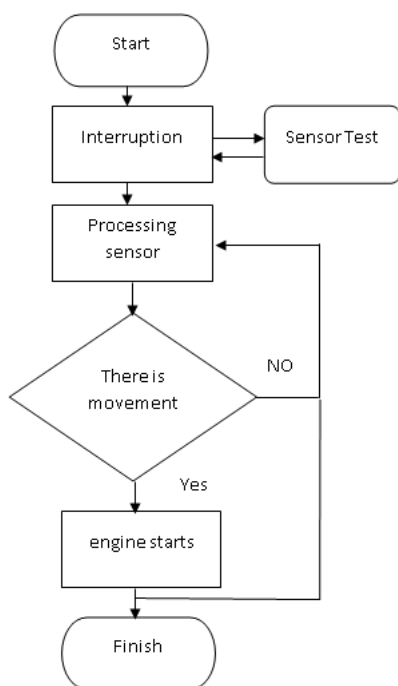 Start
Interruption
Sensor Test
Processing
sensor
There is
movement
NO
Yes
engine starts
Finish